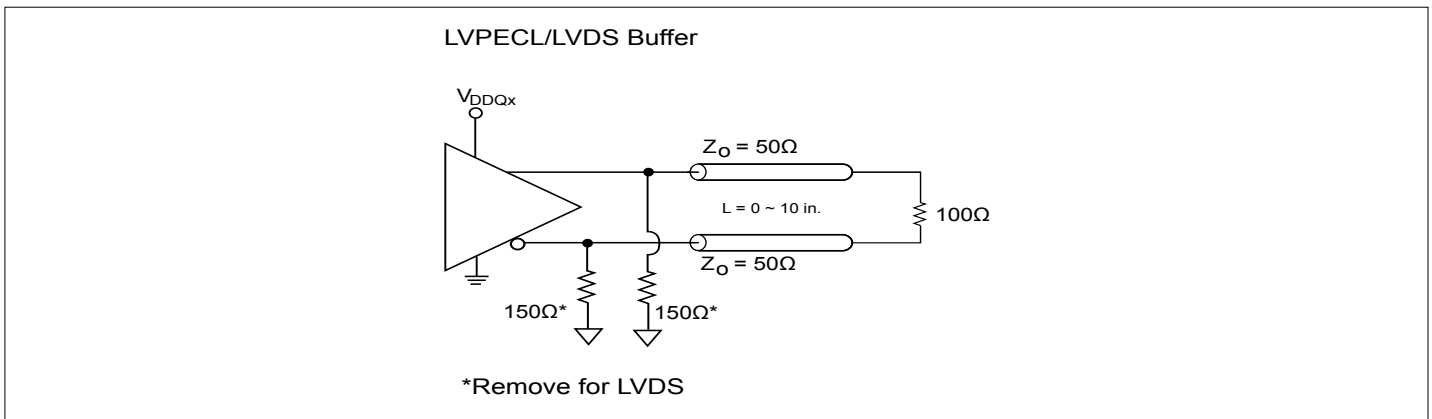 LVPECL/LVDS Buffer
VDDQx
Zo = 50Ω
L = 0 ~ 10 in.
100Ω
Zo = 50Ω
150Ω* 150Ω*
*Remove for LVDS